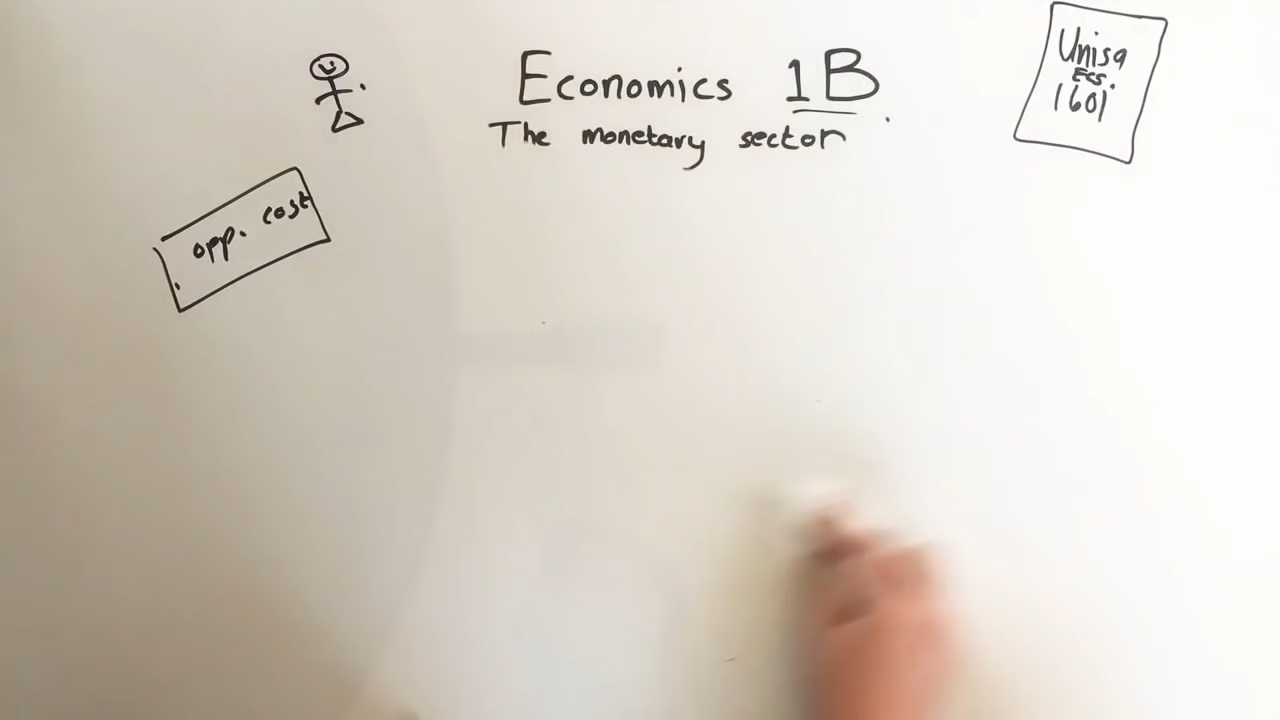 Economics 1B
The monetary sector
Unisa
Ecs.
1601
opp. cost